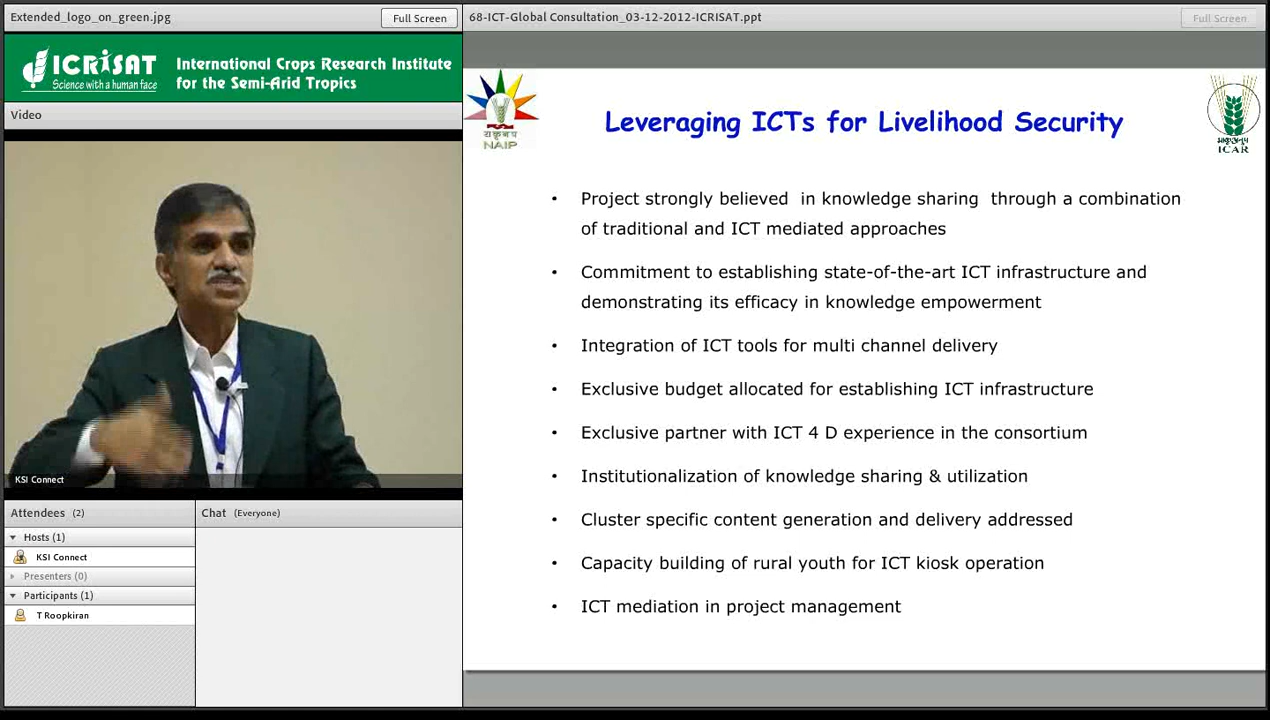 Extended_logo_on_green.jpg
Full Screen
ICRISAT
Science with a human face
International Crops Research Institute
for the Semi-Arid Tropics
Video
KSI Connect
Attendees (2)
Hosts (1)
KSI Connect
Presenters (0)
Participants (1)
T Roopkiran
Chat (Everyone)
68-ICT-Global Consultation_03-12-2012-ICRISAT.ppt
Full Screen
NAIP
ICAR
Leveraging ICTs for Livelihood Security
• Project strongly believed in knowledge sharing through a combination
of traditional and ICT mediated approaches
• Commitment to establishing state-of-the-art ICT infrastructure and
demonstrating its efficacy in knowledge empowerment
• Integration of ICT tools for multi channel delivery
• Exclusive budget allocated for establishing ICT infrastructure
• Exclusive partner with ICT 4 D experience in the consortium
• Institutionalization of knowledge sharing & utilization
• Cluster specific content generation and delivery addressed
• Capacity building of rural youth for ICT kiosk operation
• ICT mediation in project management